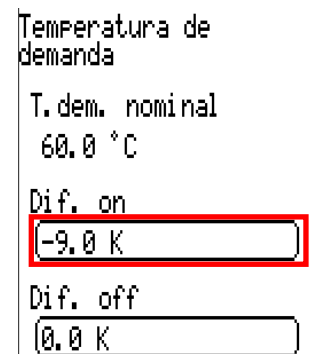 Temperatura de
demanda
T.dem. nominal
60.0 °C
Dif. on
-9.0 K
Dif. off
0.0 K